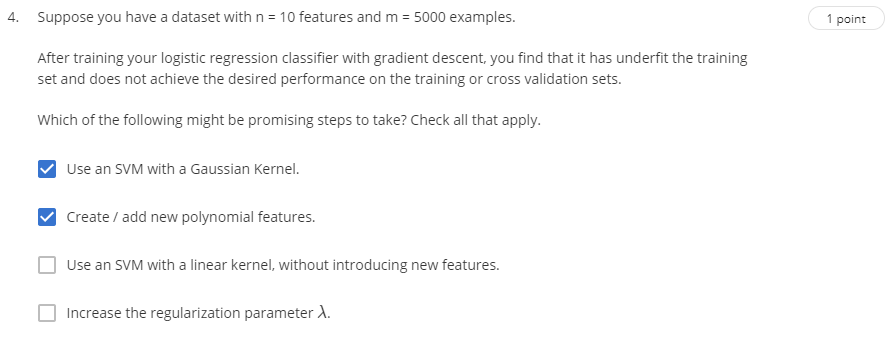 4. Suppose you have a dataset with n = 10 features and m = 5000 examples.
1 point
After training your logistic regression classifier with gradient descent, you find that it has underfit the training
set and does not achieve the desired performance on the training or cross validation sets.
Which of the following might be promising steps to take? Check all that apply.
Use an SVM with a Gaussian Kernel.
Create / add new polynomial features.
Use an SVM with a linear kernel, without introducing new features.
Increase the regularization parameter λ.